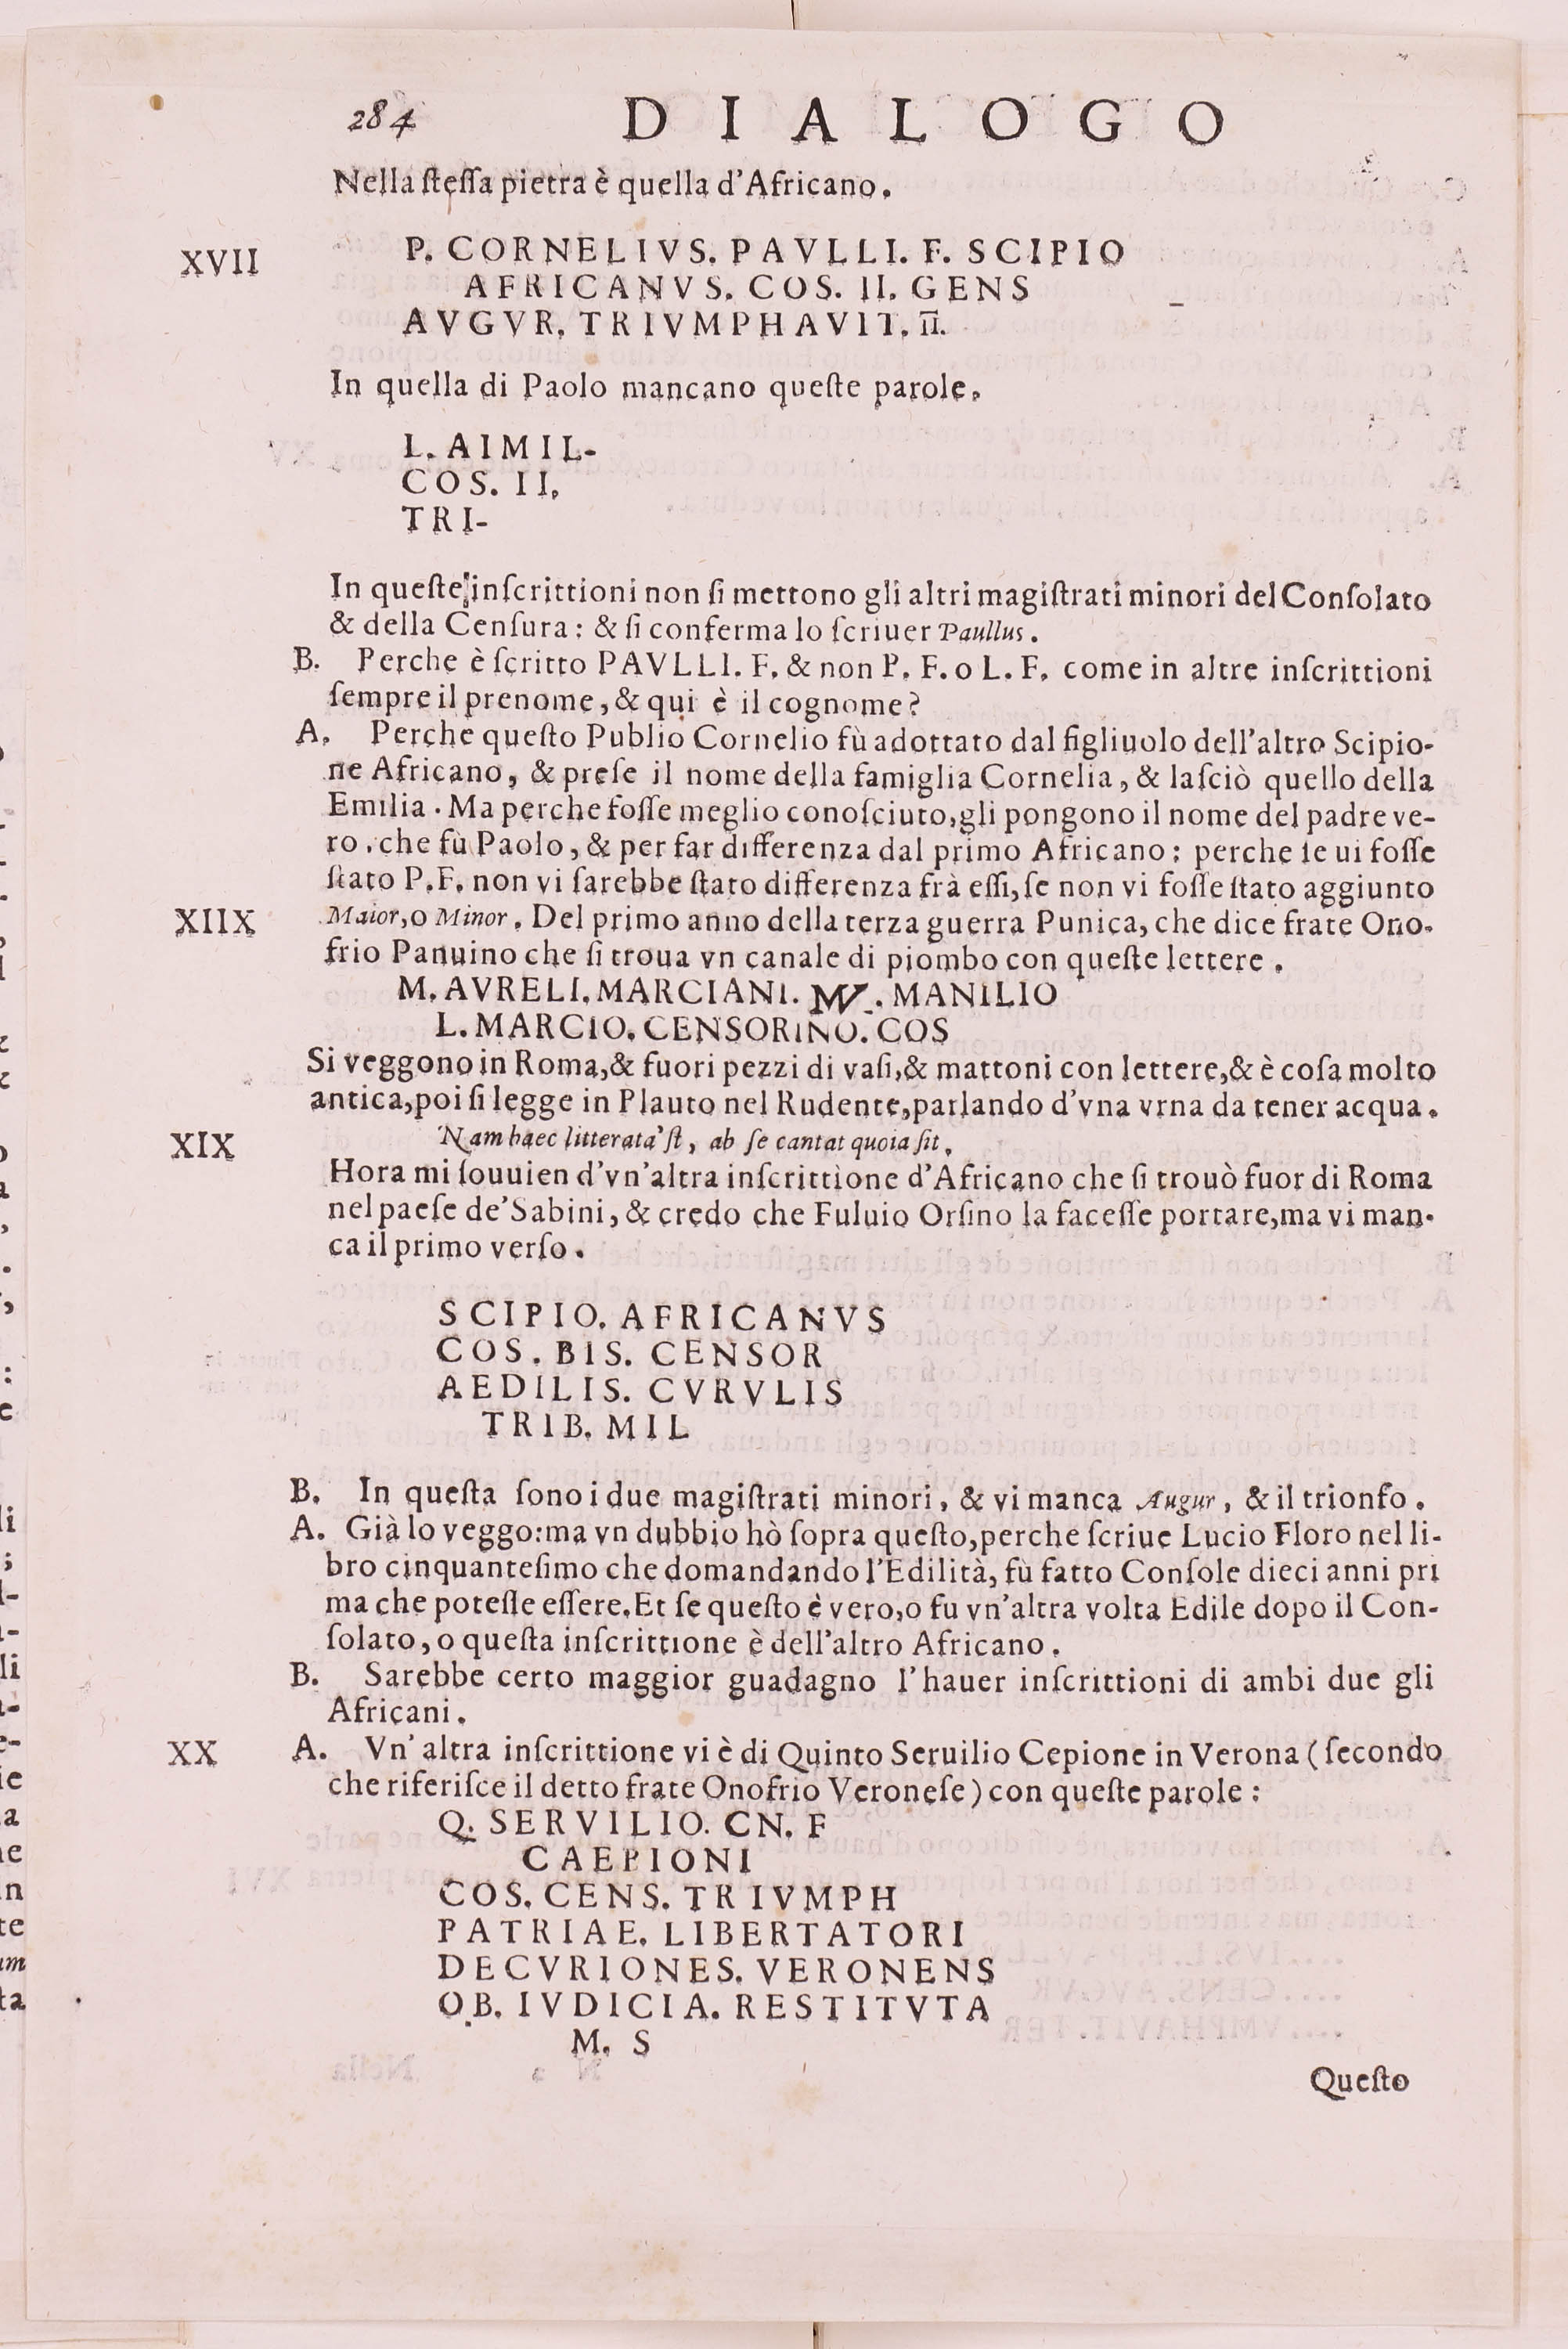 284 DIALOGO
Nella ſteſſa pietra è quella d'Africano.
XVII P. CORNELIVS. PAVLLI. F. SCIPIO
AFRICANVS. COS. II. GENS
AVGVR. TRIVMPHAVIT. II.
In quella di Paolo mancano queſte parole.
L. AIMIL-
COS. II.
TRI-
In queſte inſcrittioni non ſi mettono gli altri magiſtrati minori del Conſolato
& della Cenſura: & ſi conferma lo ſcriuer Paullus.
B. Perche è ſcritto PAVLLI. F. & non P. F. o L. F. come in altre inſcrittioni
ſempre il prenome, & qui è il cognome?
A. Perche queſto Publio Cornelio fù adottato dal figliuolo dell'altro Scipio-
ne Africano, & preſe il nome della famiglia Cornelia, & laſciò quello della
Emilia. Ma perche foſſe meglio conoſciuto, gli pongono il nome del padre ve-
ro, che fù Paolo, & per far differenza dal primo Africano: perche ſe ui foſſe
ſtato P.F. non vi ſarebbe ſtato differenza frà eſſi, ſe non vi foſſe ſtato aggiunto
XIIX Maior, o Minor. Del primo anno della terza guerra Punica, che dice frate Ono-
frio Panuino che ſi troua vn canale di piombo con queſte lettere.
M. AVRELI. MARCIANI. . MANILIO
L. MARCIO. CENSORINO. COS
Si veggono in Roma, & fuori pezzi di vaſi, & mattoni con lettere, & è coſa molto
antica, poi ſi legge in Plauto nel Rudente, parlando d'vna vrna da tener acqua.
XIX Nam haec litterata'ſt, ab ſe cantat quoia ſit.
Hora mi ſouuien d'vn'altra inſcrittione d'Africano che ſi trouò fuor di Roma
nel paeſe de'Sabini, & credo che Fuluio Orſino la faceſſe portare, ma vi man-
ca il primo verſo.
SCIPIO. AFRICANVS
COS. BIS. CENSOR
AEDILIS. CVRVLIS
TRIB. MIL
B. In queſta ſono i due magiſtrati minori, & vi manca Augur, & il trionfo.
A. Già lo veggo: ma vn dubbio hò ſopra queſto, perche ſcriue Lucio Floro nel li-
bro cinquanteſimo che domandando l'Edilità, fù fatto Conſole dieci anni pri
ma che poteſſe eſſere. Et ſe queſto è vero, o fu vn'altra volta Edile dopo il Con-
ſolato, o queſta inſcrittione è dell'altro Africano.
B. Sarebbe certo maggior guadagno l'hauer inſcrittioni di ambi due gli
Africani.
XX A. Vn' altra inſcrittione vi è di Quinto Seruilio Cepione in Verona (ſecondo
che riferiſce il detto frate Onofrio Veroneſe) con queſte parole:
Q. SERVILIO. CN. F
CAEPIONI
COS. CENS. TRIVMPH
PATRIAE. LIBERTATORI
DECVRIONES. VERONENS
OB. IVDICIA. RESTITVTA
M. S
Queſto